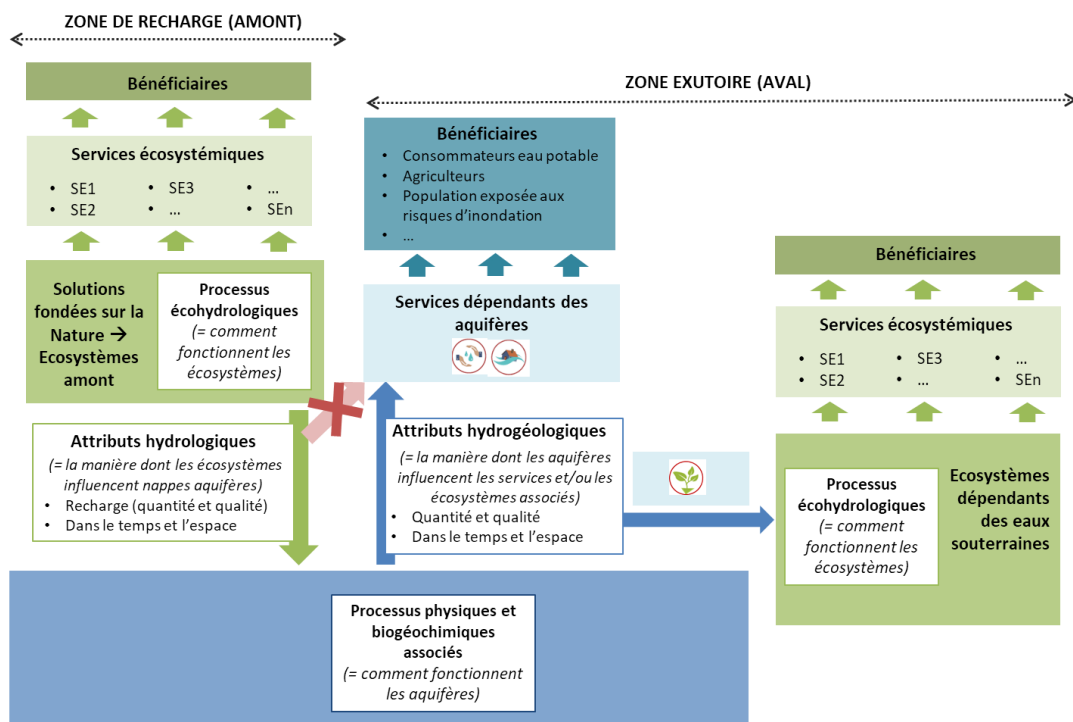 ZONE DE RECHARGE (AMONT)
Bénéficiaires
Services écosystémiques
• SE1
• SE2
• SE3
• ...
• ...
• SEn
Solutions
fondées sur la
Nature →
Ecosystèmes
amont
Processus
écohydrologiques
(= comment
fonctionnent les
écosystèmes)
Attributs hydrologiques
(= la manière dont les écosystèmes
influencent nappes aquifères)
• Recharge (quantité et qualité)
• Dans le temps et l’espace
ZONE EXUTOIRE (AVAL)
Bénéficiaires
• Consommateurs eau potable
• Agriculteurs
• Population exposée aux
risques d’inondation
• ...
Services dépendants des
aquifères
Attributs hydrogéologiques
(= la manière dont les aquifères
influencent les services et/ou les
écosystèmes associés)
• Quantité et qualité
• Dans le temps et l’espace
Bénéficiaires
Services écosystémiques
• SE1
• SE2
• SE3
• ...
• ...
• SEn
Processus
écohydrologiques
(= comment
fonctionnent les
écosystèmes)
Ecosystèmes
dépendants
des eaux
souterraines
Processus physiques et
biogéochimiques
associés
(= comment fonctionnent
les aquifères)